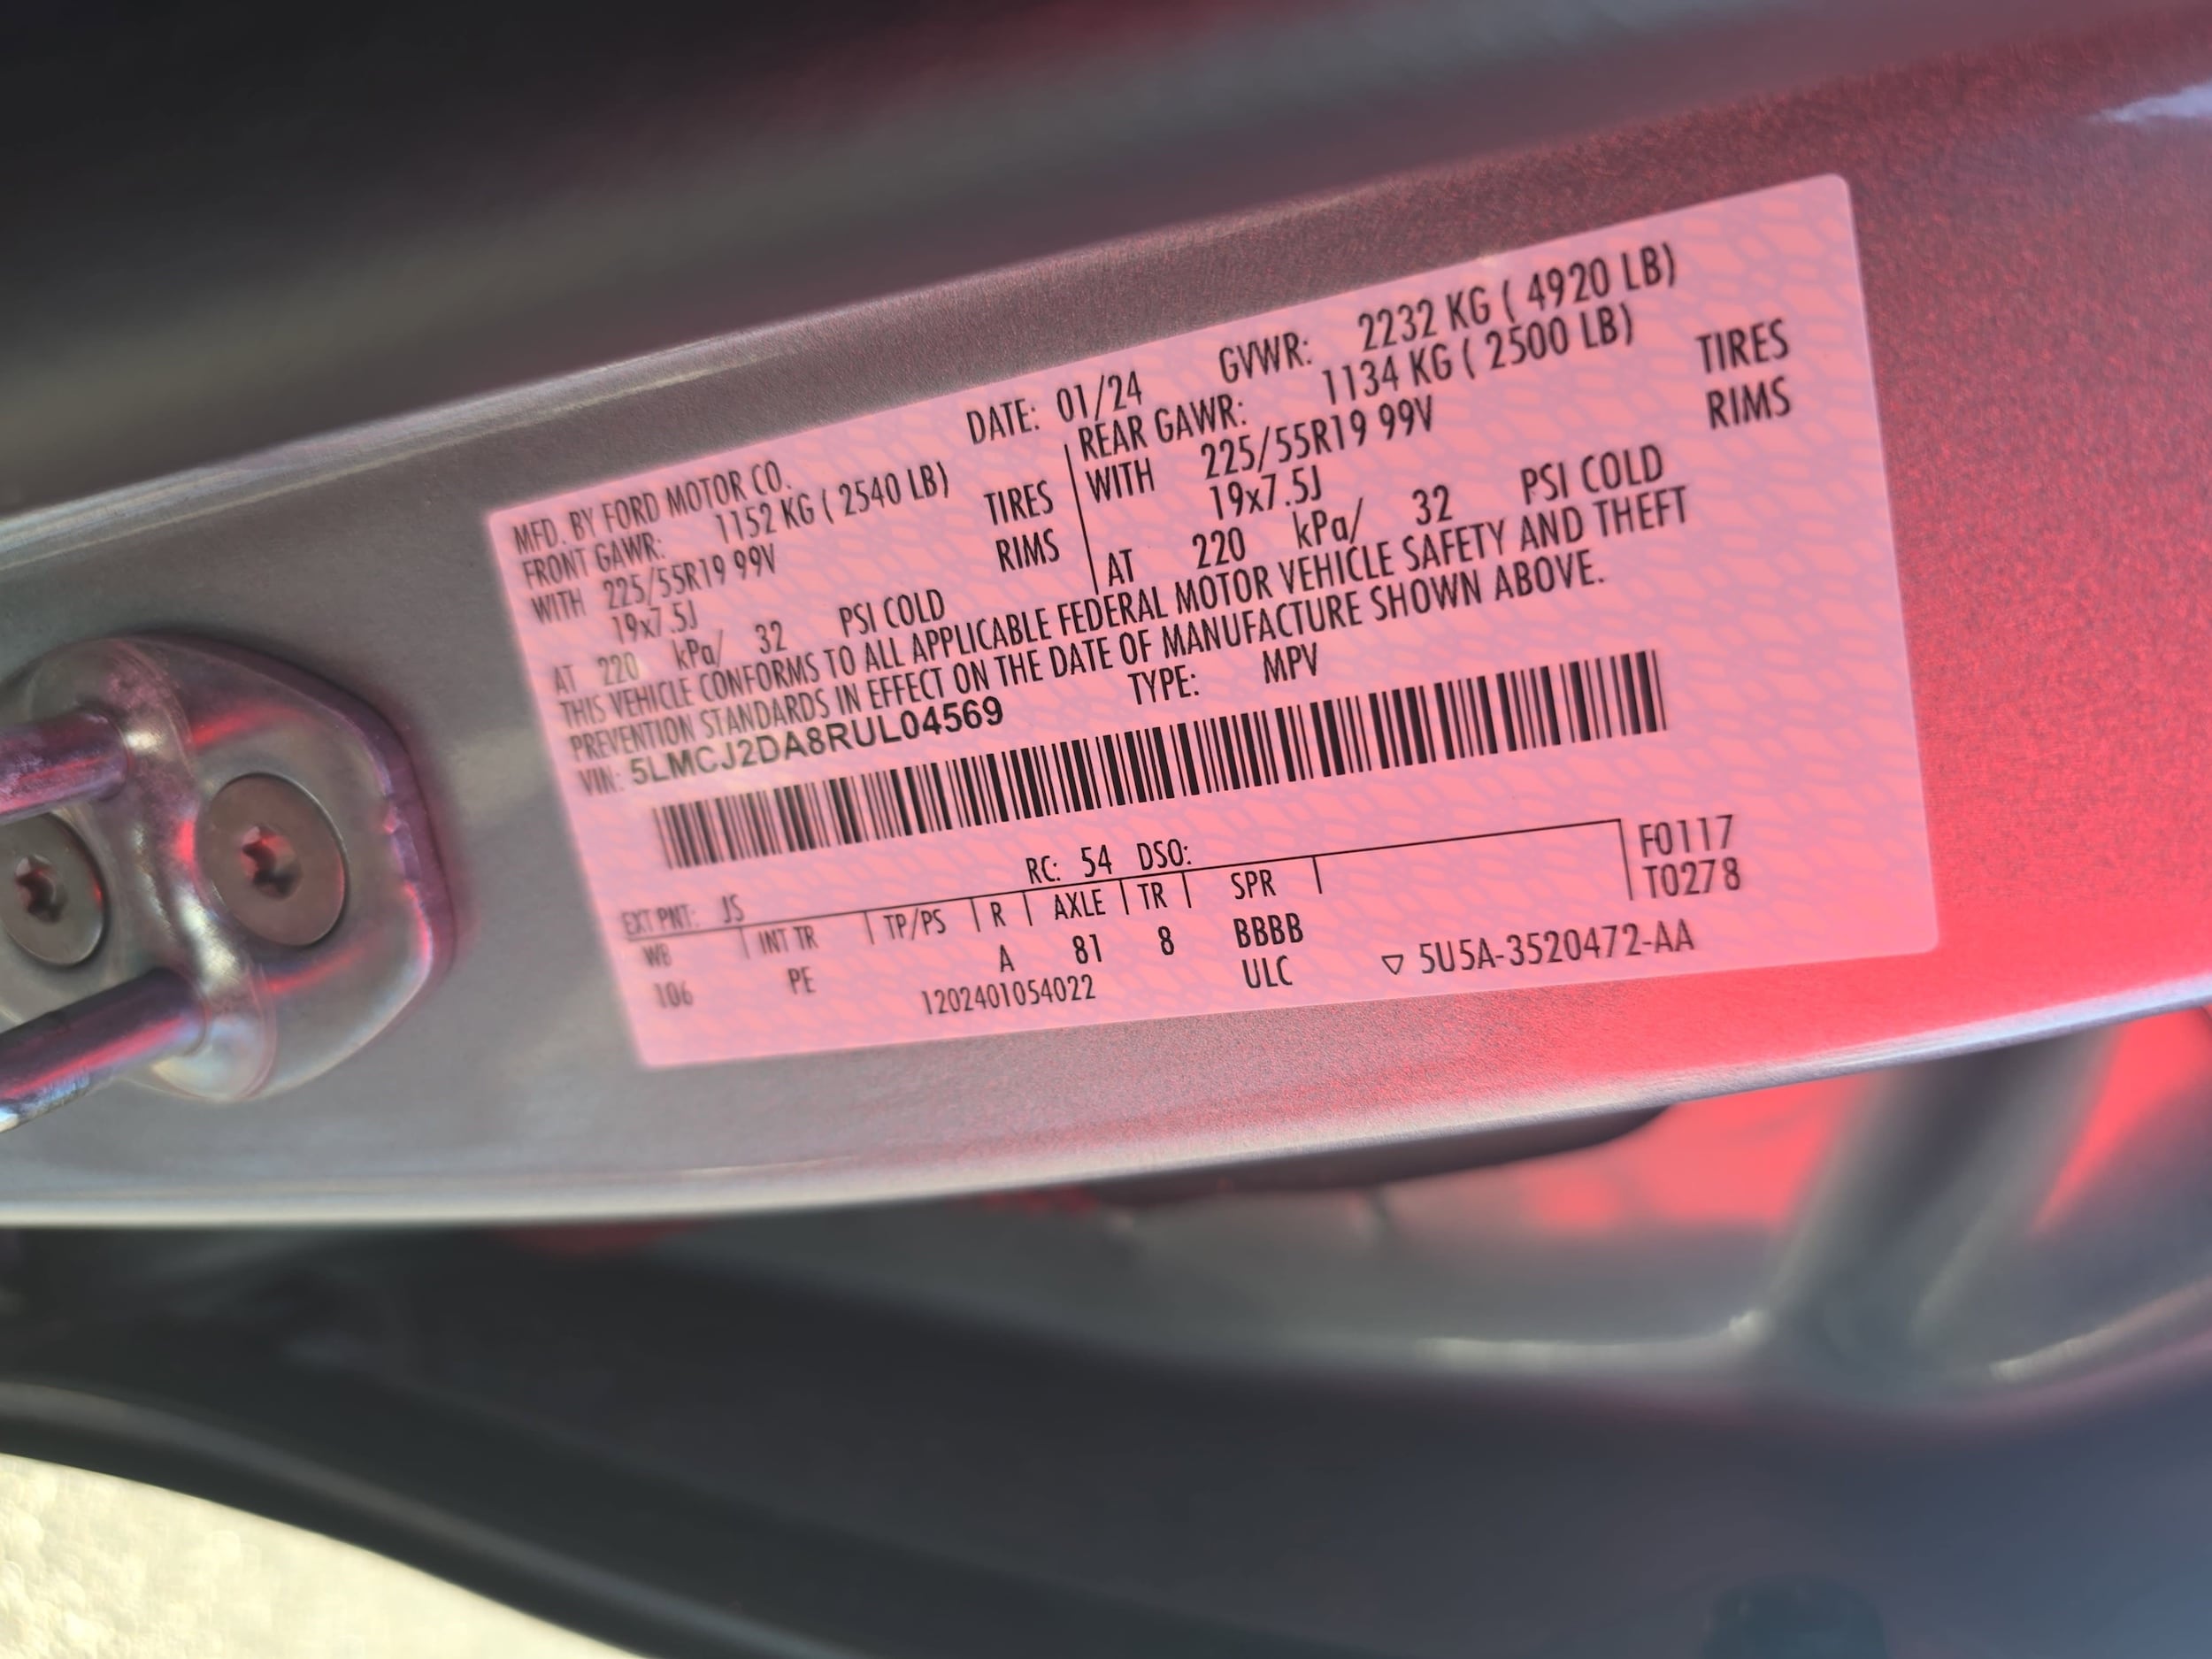 MFD. BY FORD MOTOR CO. DATE: 01/24 GVWR: 2232 KG ( 4920 LB)
FRONT GAWR: 1152 KG ( 2540 LB) REAR GAWR: 1134 KG ( 2500 LB)
WITH 225/55R19 99V TIRES WITH 225/55R19 99V TIRES
19x7.5J RIMS 19x7.5J RIMS
AT 220 kPa/ 32 PSI COLD AT 220 kPa/ 32 PSI COLD
THIS VEHICLE CONFORMS TO ALL APPLICABLE FEDERAL MOTOR VEHICLE SAFETY AND THEFT
PREVENTION STANDARDS IN EFFECT ON THE DATE OF MANUFACTURE SHOWN ABOVE.
VIN: 5LMCJ2DA8RUL04569 TYPE: MPV
EXT PNT: JS RC: 54 DSO: F0117
WB INT TR TP/PS R AXLE TR SPR T0278
106 PE A 81 8 BBBB
1202401054022 ULC ▽ 5U5A-3520472-AA